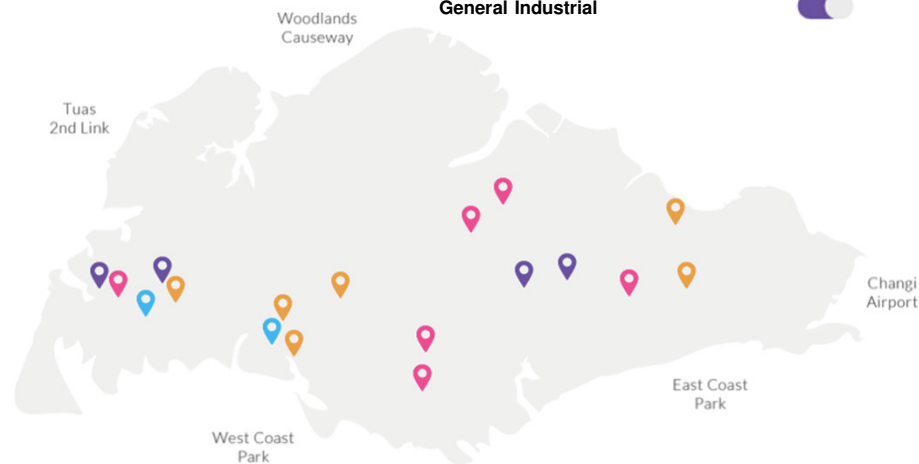 General Industrial
Woodlands
Causeway
Tuas
2nd Link
Changi
Airport
East Coast
Park
West Coast
Park